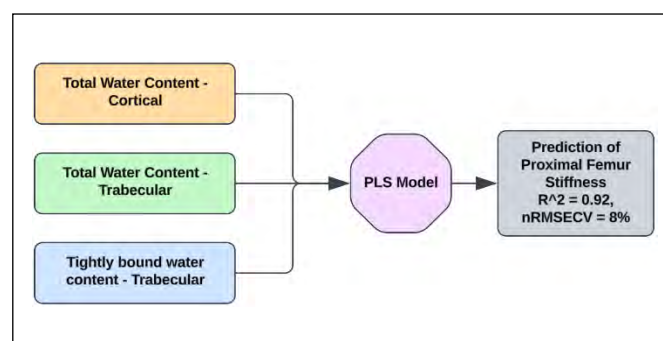 Total Water Content -
Cortical
Total Water Content -
Trabecular
Tightly bound water
content - Trabecular
PLS Model
Prediction of
Proximal Femur
Stiffness
R^2 = 0.92,
nRMSECV = 8%